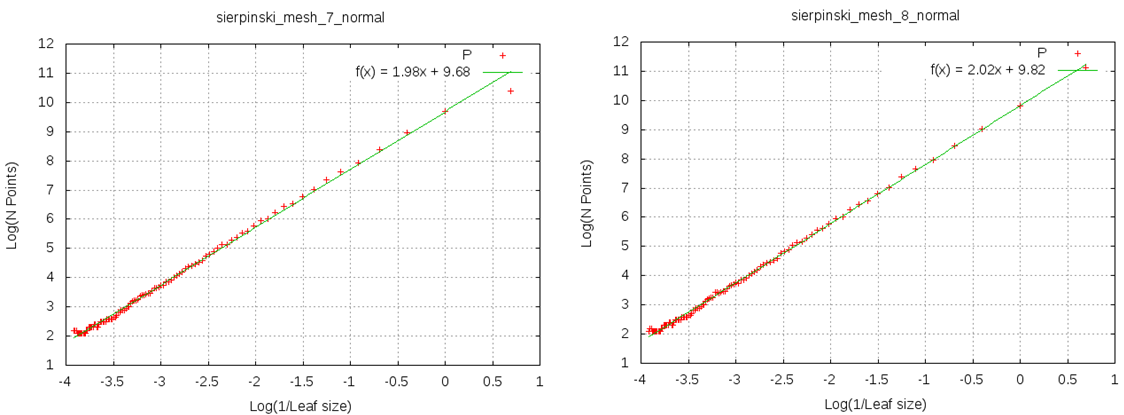 sierpinski_mesh_7_normal
12
11
10
9
8
7
6
5
4
3
2
1
Log(N Points)
P
f(x) = 1.98x + 9.68
-4 -3.5 -3 -2.5 -2 -1.5 -1 -0.5 0 0.5 1
Log(1/Leaf size)
sierpinski_mesh_8_normal
12
11
10
9
8
7
6
5
4
3
2
1
Log(N Points)
P
f(x) = 2.02x + 9.82
-4 -3.5 -3 -2.5 -2 -1.5 -1 -0.5 0 0.5 1
Log(1/Leaf size)